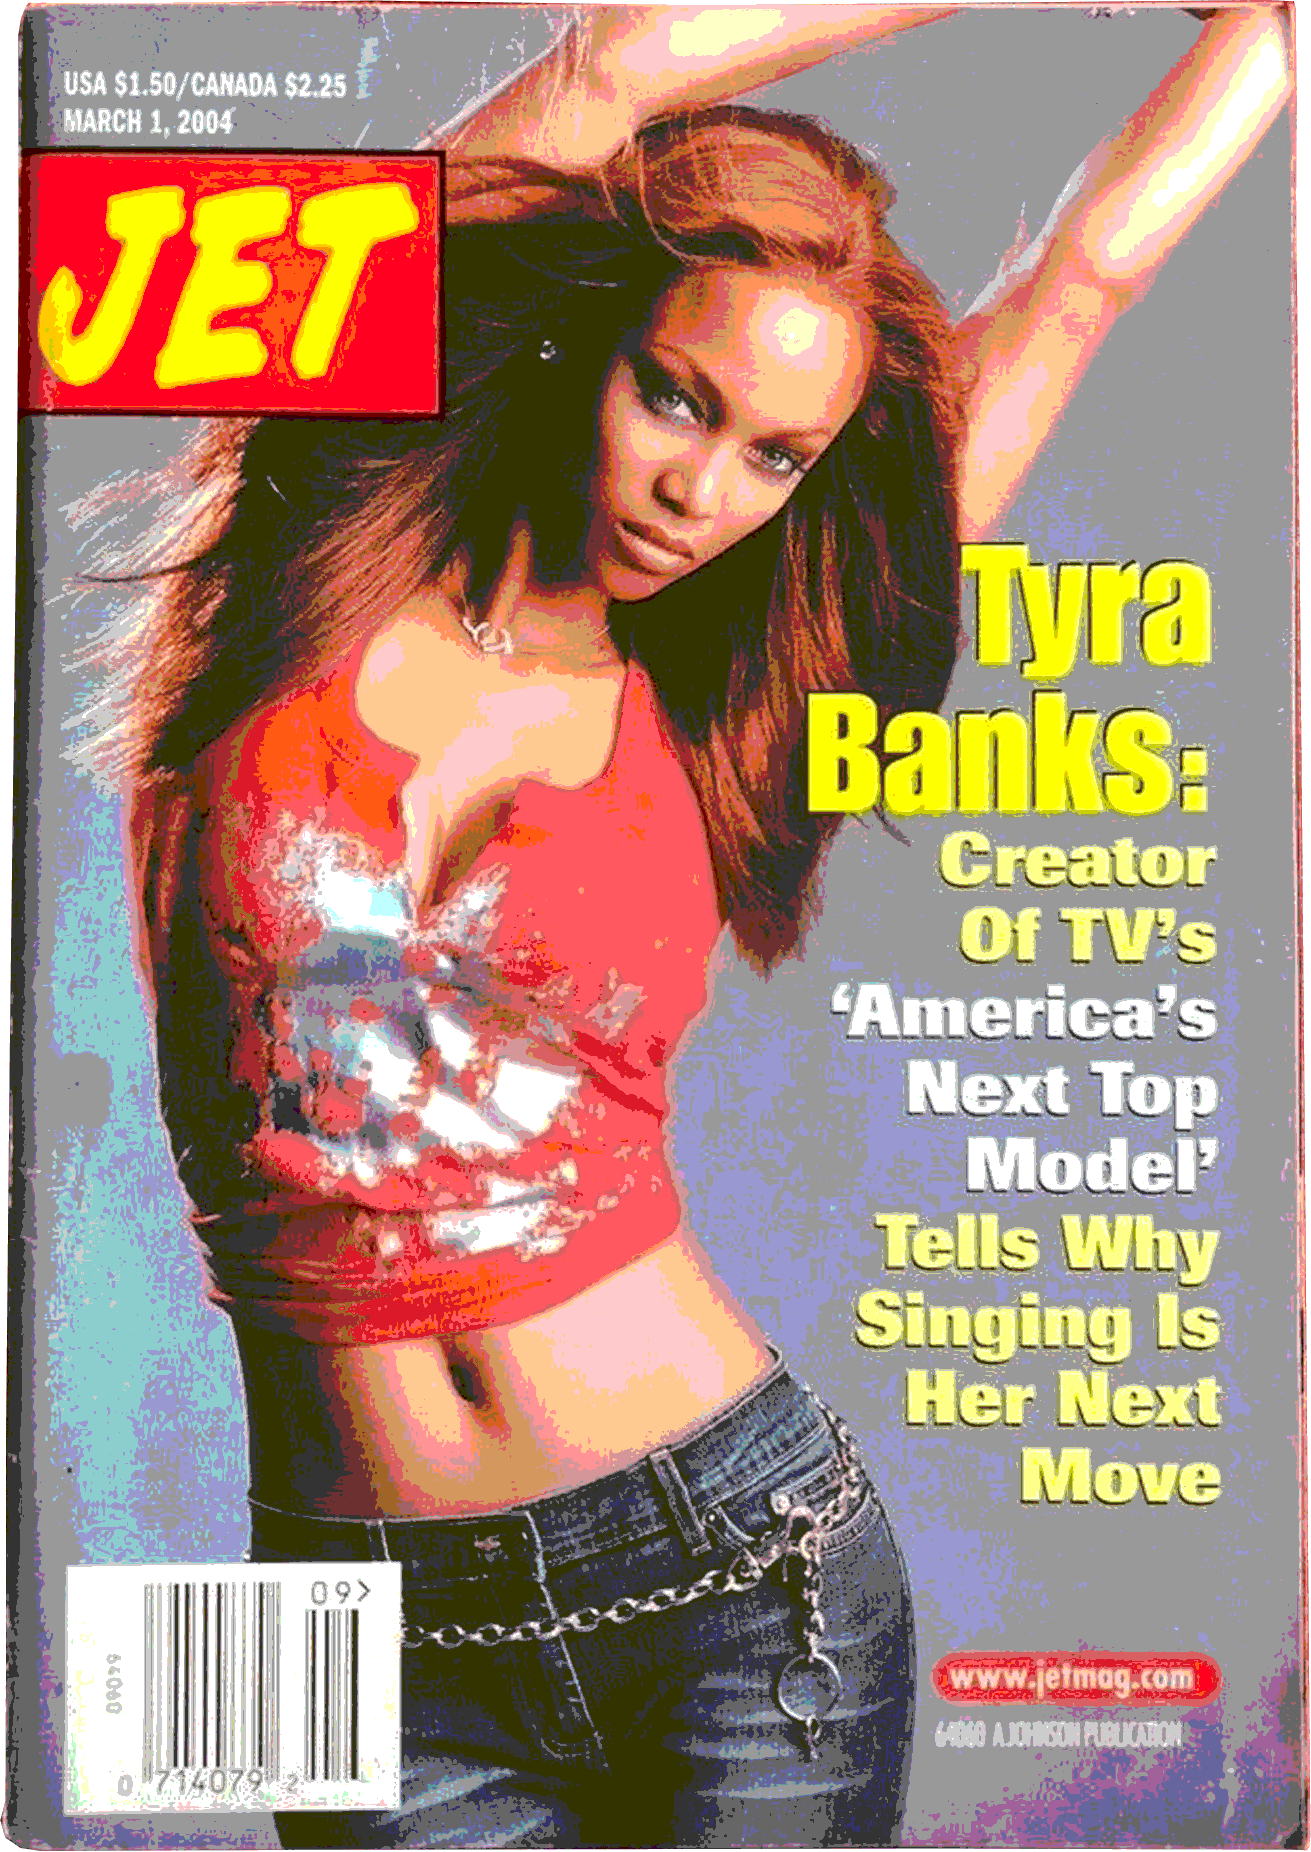 USA $1.50/CANADA $2.25
MARCH 1, 2004
JET
Tyra
Banks:
Creator
Of TV's
'America's
Next Top
Model'
Tells Why
Singing Is
Her Next
Move
09>
0 714079 2
www.jetmag.com
A JOHNSON PUBLICATION